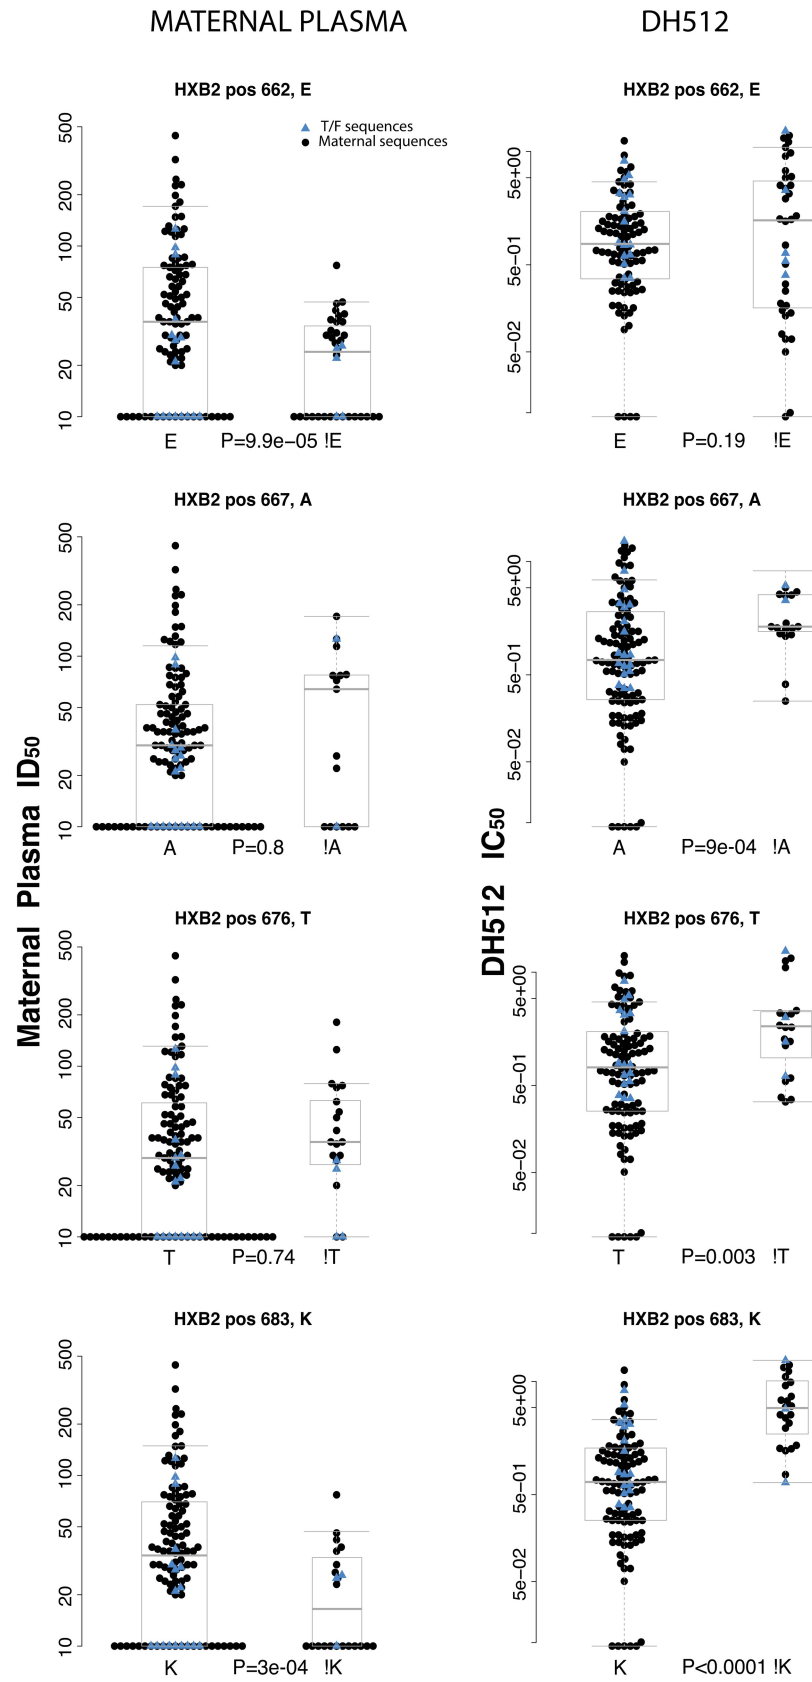 MATERNAL PLASMA
DH512
HXB2 pos 662, E
500
200
100
50
20
10
T/F sequences
Maternal sequences
E P=9.9e−05 !E
HXB2 pos 662, E
5e+00
5e−01
5e−02
E P=0.19 !E
HXB2 pos 667, A
500
200
100
50
20
10
A P=0.8 !A
HXB2 pos 667, A
5e+00
5e−01
5e−02
A P=9e-04 !A
Maternal Plasma ID50
DH512 IC50
HXB2 pos 676, T
500
200
100
50
20
10
T P=0.74 !T
HXB2 pos 676, T
5e+00
5e−01
5e−02
T P=0.003 !T
HXB2 pos 683, K
500
200
100
50
20
10
K P=3e-04 !K
HXB2 pos 683, K
5e+00
5e−01
5e−02
K P<0.0001 !K